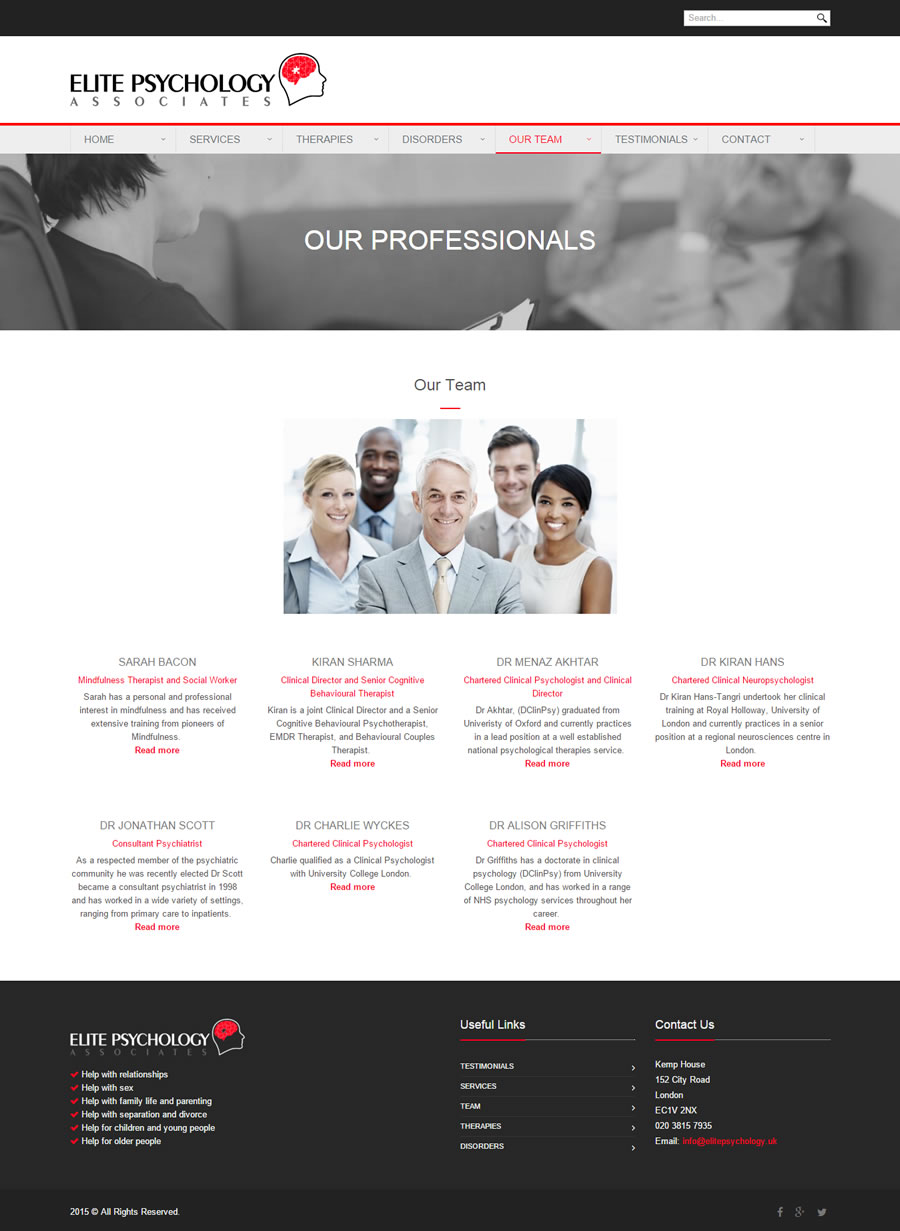 Search...
ELITE PSYCHOLOGY
ASSOCIATES
HOME
SERVICES
THERAPIES
DISORDERS
OUR TEAM
TESTIMONIALS
CONTACT
OUR PROFESSIONALS
Our Team
SARAH BACON
Mindfulness Therapist and Social Worker
Sarah has a personal and professional
interest in mindfulness and has received
extensive training from pioneers of
Mindfulness.
Read more
KIRAN SHARMA
Clinical Director and Senior Cognitive
Behavioural Therapist
Kiran is a joint Clinical Director and a Senior
Cognitive Behavioural Psychotherapist,
EMDR Therapist, and Behavioural Couples
Therapist.
Read more
DR MENAZ AKHTAR
Chartered Clinical Psychologist and Clinical
Director
Dr Akhtar, (DClinPsy) graduated from
Univeristy of Oxford and currently practices
in a lead position at a well established
national psychological therapies service.
Read more
DR KIRAN HANS
Chartered Clinical Neuropsychologist
Dr Kiran Hans-Tangri undertook her clinical
training at Royal Holloway, University of
London and currently practices in a senior
position at a regional neurosciences centre in
London.
Read more
DR JONATHAN SCOTT
Consultant Psychiatrist
As a respected member of the psychiatric
community he was recently elected Dr Scott
became a consultant psychiatrist in 1998
and has worked in a wide variety of settings,
ranging from primary care to inpatients.
Read more
DR CHARLIE WYCKES
Chartered Clinical Psychologist
Charlie qualified as a Clinical Psychologist
with University College London.
Read more
DR ALISON GRIFFITHS
Chartered Clinical Psychologist
Dr Griffiths has a doctorate in clinical
psychology (DClinPsy) from University
College London, and has worked in a range
of NHS psychology services throughout her
career.
Read more
ELITE PSYCHOLOGY
ASSOCIATES
Help with relationships
Help with sex
Help with family life and parenting
Help with separation and divorce
Help for children and young people
Help for older people
Useful Links
TESTIMONIALS
SERVICES
TEAM
THERAPIES
DISORDERS
Contact Us
Kemp House
152 City Road
London
EC1V 2NX
020 3815 7935
Email: info@elitepsychology.uk
2015 © All Rights Reserved.